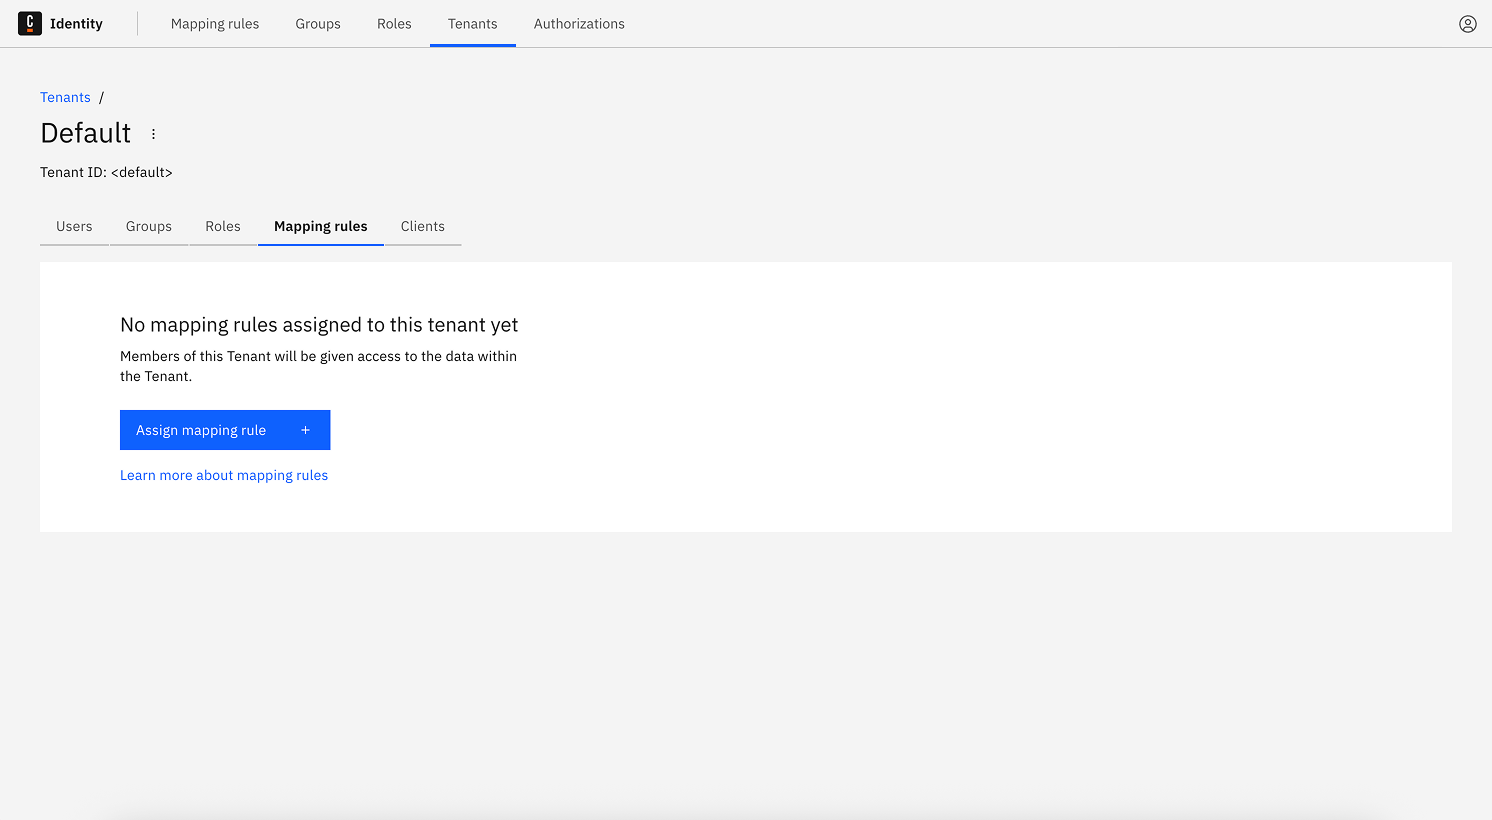 C Identity Mapping rules Groups Roles Tenants Authorizations
Tenants /
Default
Tenant ID: <default>
Users Groups Roles Mapping rules Clients
No mapping rules assigned to this tenant yet
Members of this Tenant will be given access to the data within
the Tenant.
Assign mapping rule +
Learn more about mapping rules